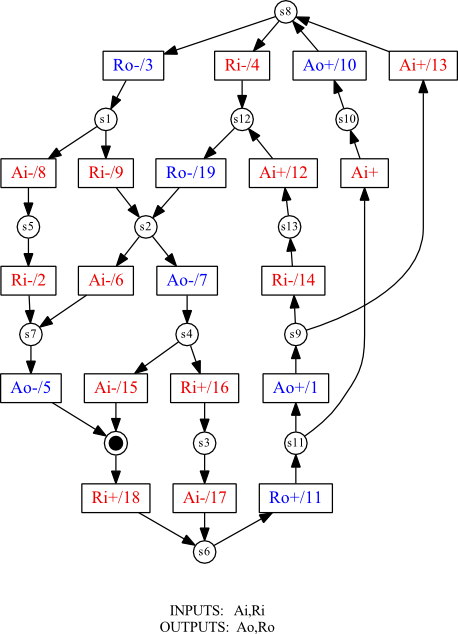 s8
Ro-/3 Ri-/4 Ao+/10 Ai+/13
s1 s12 s10
Ai-/8 Ri-/9 Ro-/19 Ai+/12 Ai+
s5 s2 s13
Ri-/2 Ai-/6 Ao-/7 Ri-/14
s7 s4 s9
Ao-/5 Ai-/15 Ri+/16 Ao+/1
s3 s11
Ri+/18 Ai-/17 Ro+/11
s6
INPUTS: Ai,Ri
OUTPUTS: Ao,Ro